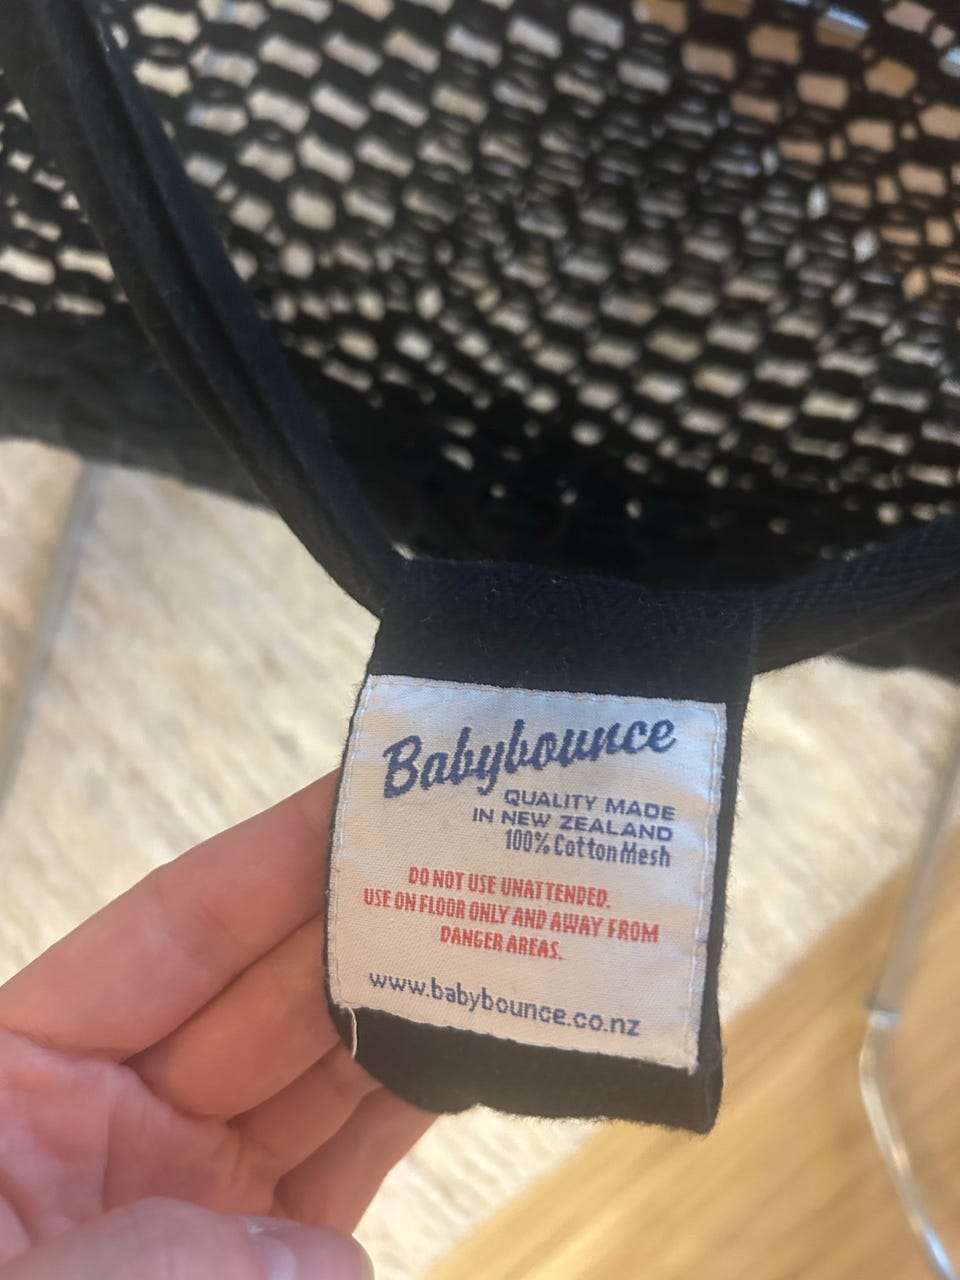 Babybounce
QUALITY MADE
IN NEW ZEALAND
100% Cotton Mesh
DO NOT USE UNATTENDED.
USE ON FLOOR ONLY AND AWAY FROM
DANGER AREAS.
www.babybounce.co.nz